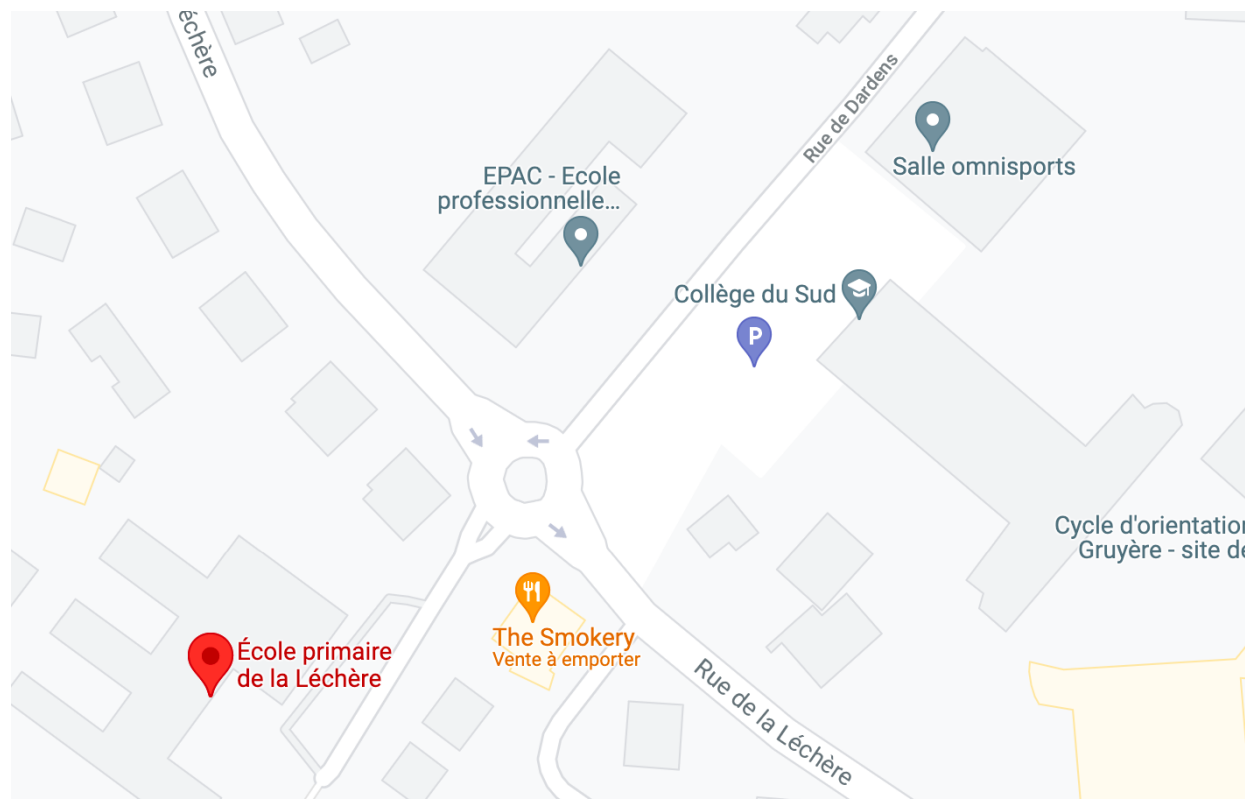 échère
Rue de Dardens
Salle omnisports
EPAC - Ecole
professionnelle...
Collège du Sud
P
Cycle d'orientation
Gruyère - site de
The Smokery
Vente à emporter
École primaire
de la Léchère
Rue de la Léchère